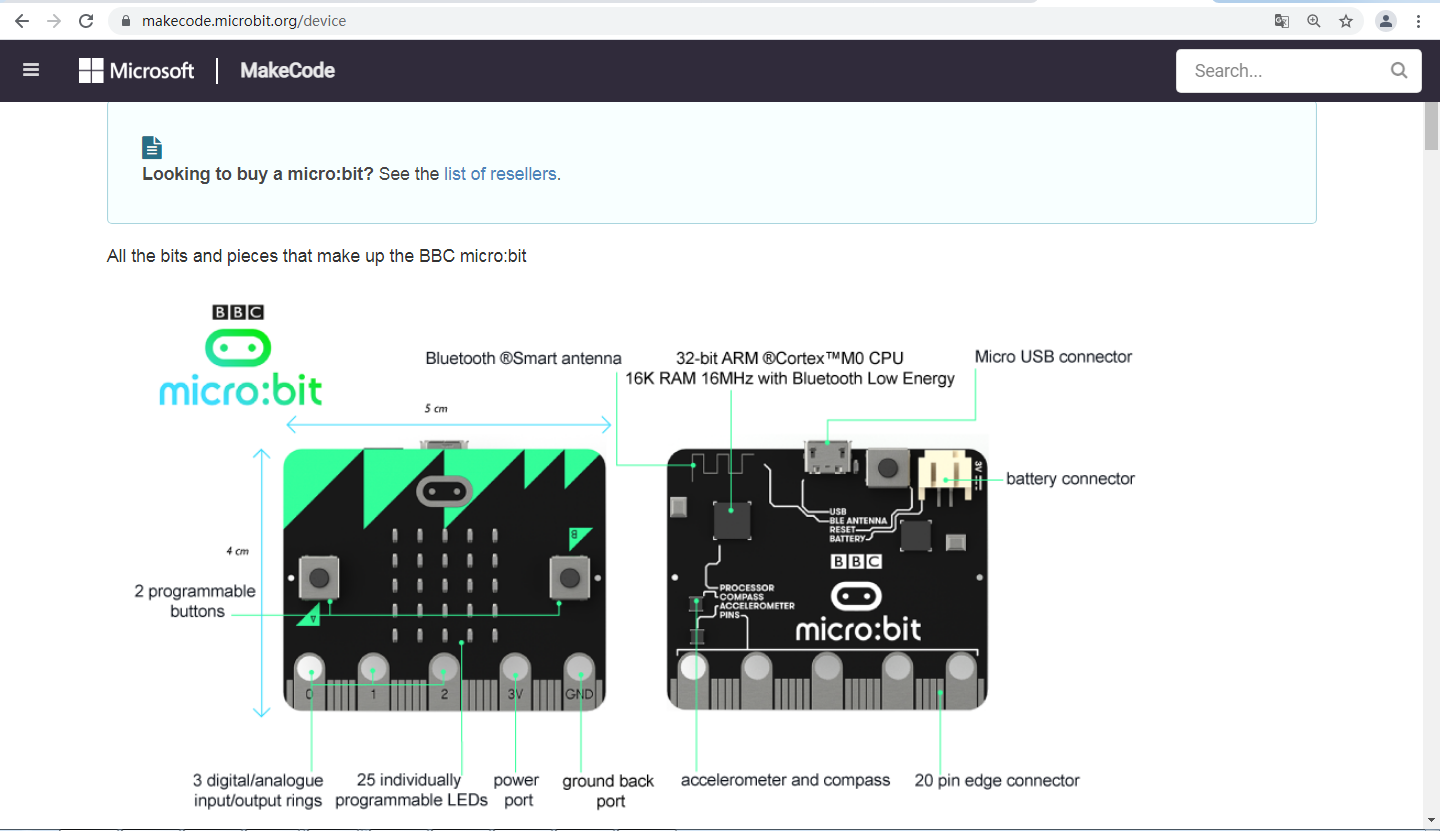 makecode.microbit.org/device
Microsoft | MakeCode
Search...
Looking to buy a micro:bit? See the list of resellers.
All the bits and pieces that make up the BBC micro:bit
BBC
micro:bit
Bluetooth ®Smart antenna
32-bit ARM ®Cortex™M0 CPU
16K RAM 16MHz with Bluetooth Low Energy
Micro USB connector
5 cm
4 cm
battery connector
3V
USB
BLE ANTENNA
RESET
BATTERY
B
BBC
2 programmable
buttons
A
PROCESSOR
COMPASS
ACCELEROMETER
PINS
micro:bit
0 1 2 3V GND
3 digital/analogue
input/output rings
25 individually
programmable LEDs
power
port
ground back
port
accelerometer and compass
20 pin edge connector